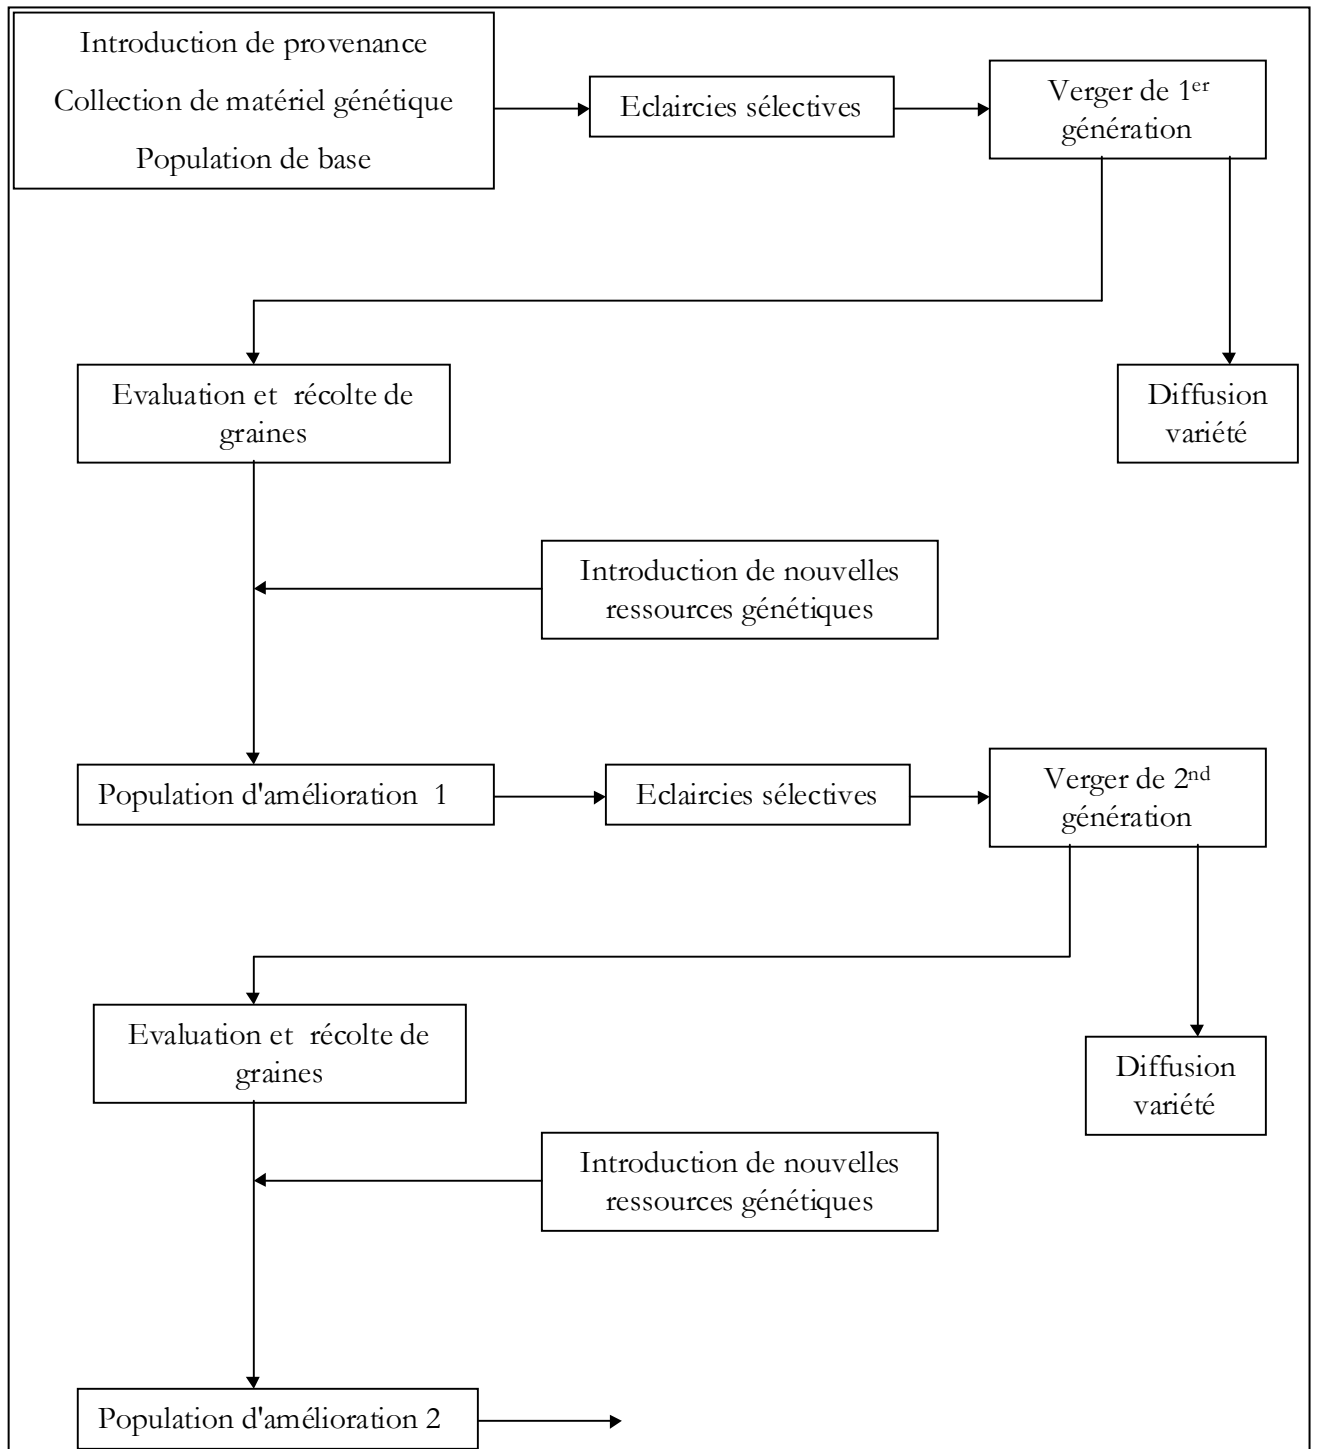 Introduction de provenance
Collection de matériel génétique
Population de base
Eclaircies sélectives
Verger de 1er
génération
Evaluation et récolte de
graines
Diffusion
variété
Introduction de nouvelles
ressources génétiques
Population d'amélioration 1
Eclaircies sélectives
Verger de 2nd
génération
Evaluation et récolte de
graines
Diffusion
variété
Introduction de nouvelles
ressources génétiques
Population d'amélioration 2